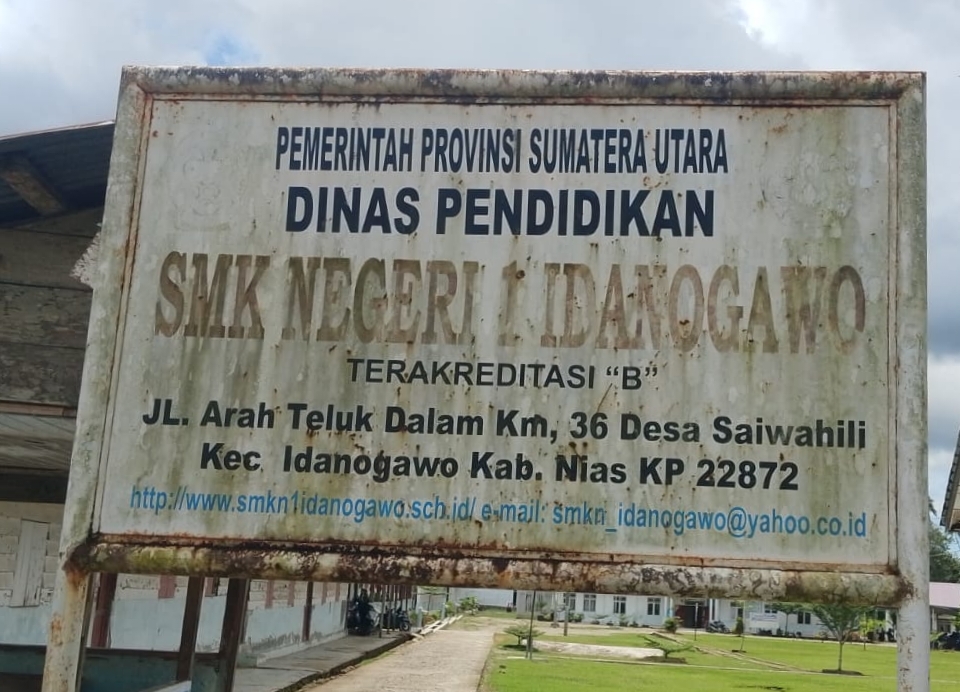 PEMERINTAH PROVINSI SUMATERA UTARA
DINAS PENDIDIKAN
SMK NEGERI 1 IDANOGAWO
TERAKREDITASI “B”
JL. Arah Teluk Dalam Km, 36 Desa Saiwahili
Kec. Idanogawo Kab. Nias KP 22872
http://www.smkn1idanogawo.sch.id/ e-mail: smkn_idanogawo@yahoo.co.id